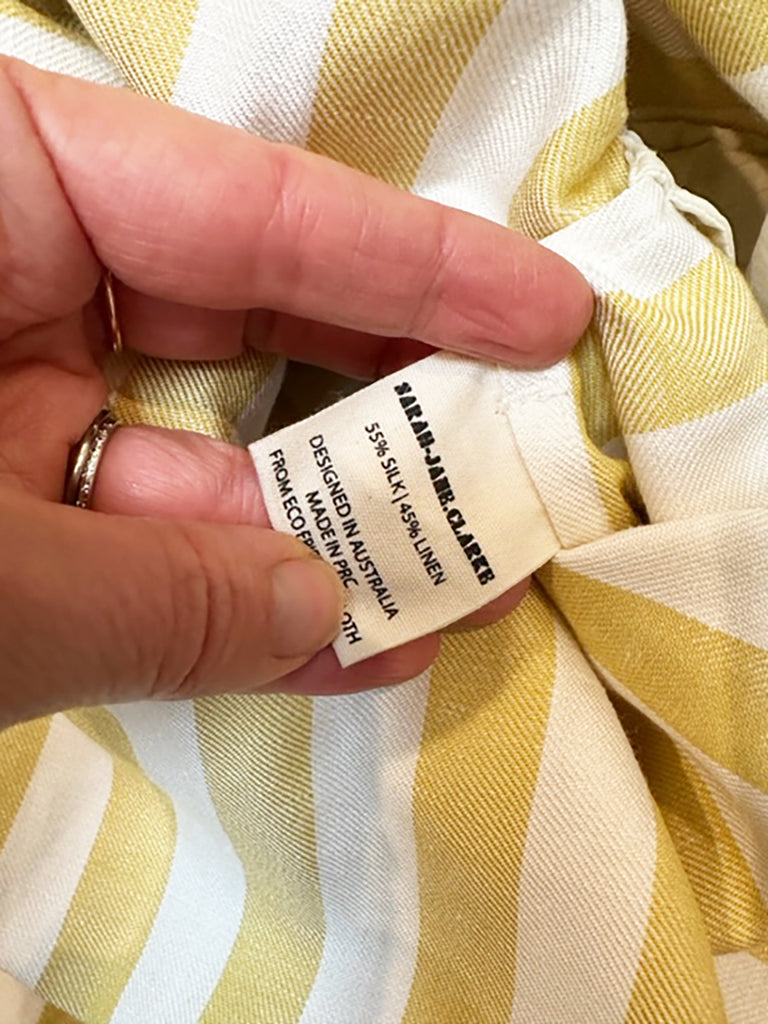 SARAH-JANE.CLARKE
55% SILK | 45% LINEN
DESIGNED IN AUSTRALIA
MADE IN PRC
FROM ECO